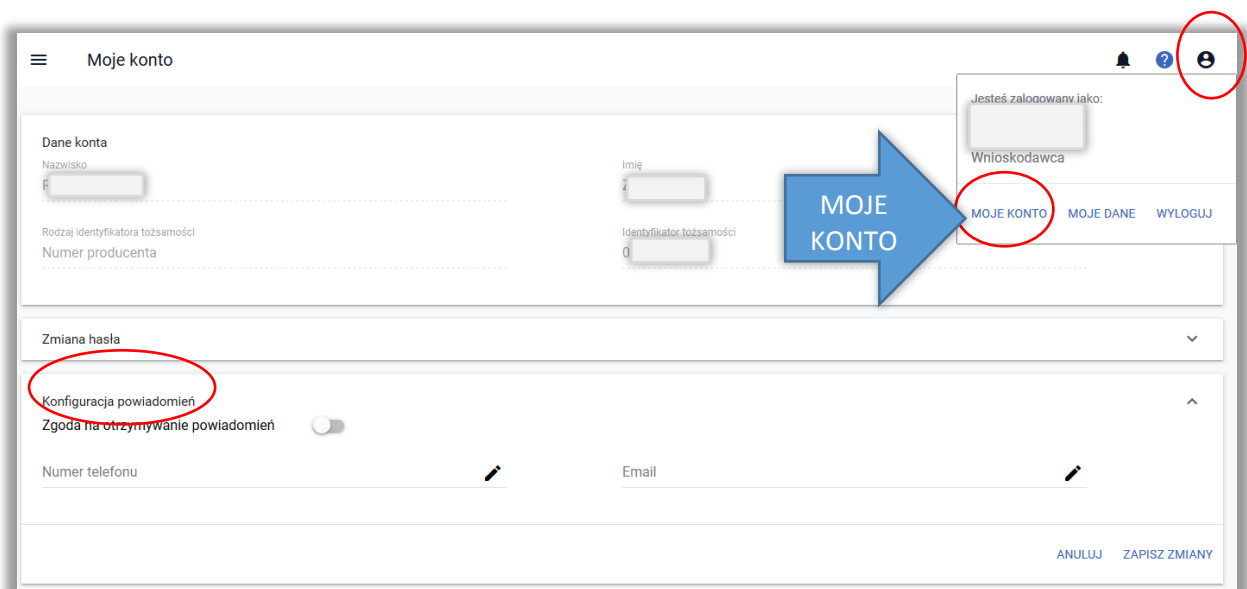 Moje konto
Jesteś zalogowany jako:
Wnioskodawca
MOJE KONTO MOJE DANE WYLOGUJ
MOJE
KONTO
Dane konta
Nazwisko
Imię
Rodzaj identyfikatora tożsamości
Numer producenta
Identyfikator tożsamości
0
Zmiana hasła
Konfiguracja powiadomień
Zgoda na otrzymywanie powiadomień
Numer telefonu
Email
ANULUJ ZAPISZ ZMIANY